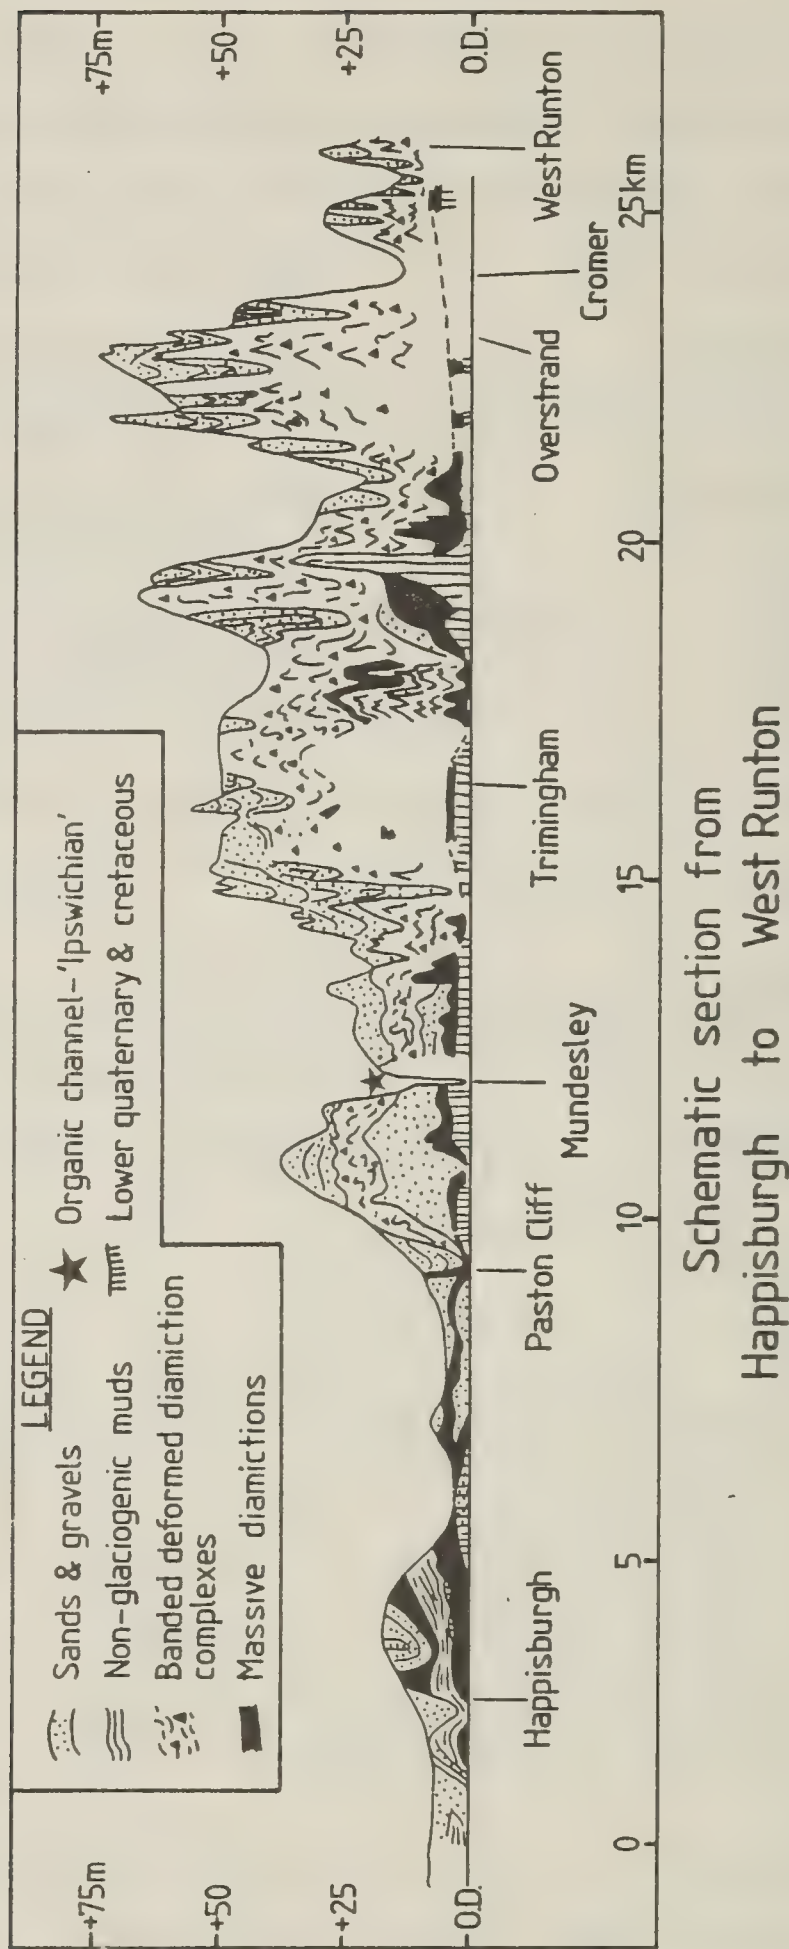 LEGEND
Sands & gravels
Non-glaciogenic muds
Banded deformed diamiction
complexes
Massive diamictions
Organic channel-'Ipswichian'
Lower quaternary & cretaceous
+75m
+50
+25
O.D.
+75m
+50
+25
O.D.
Happisburgh
Paston Cliff
Mundesley
Trimingham
Overstrand
Cromer
West Runton
0
5
10
15
20
25km
Schematic section from
Happisburgh to West Runton